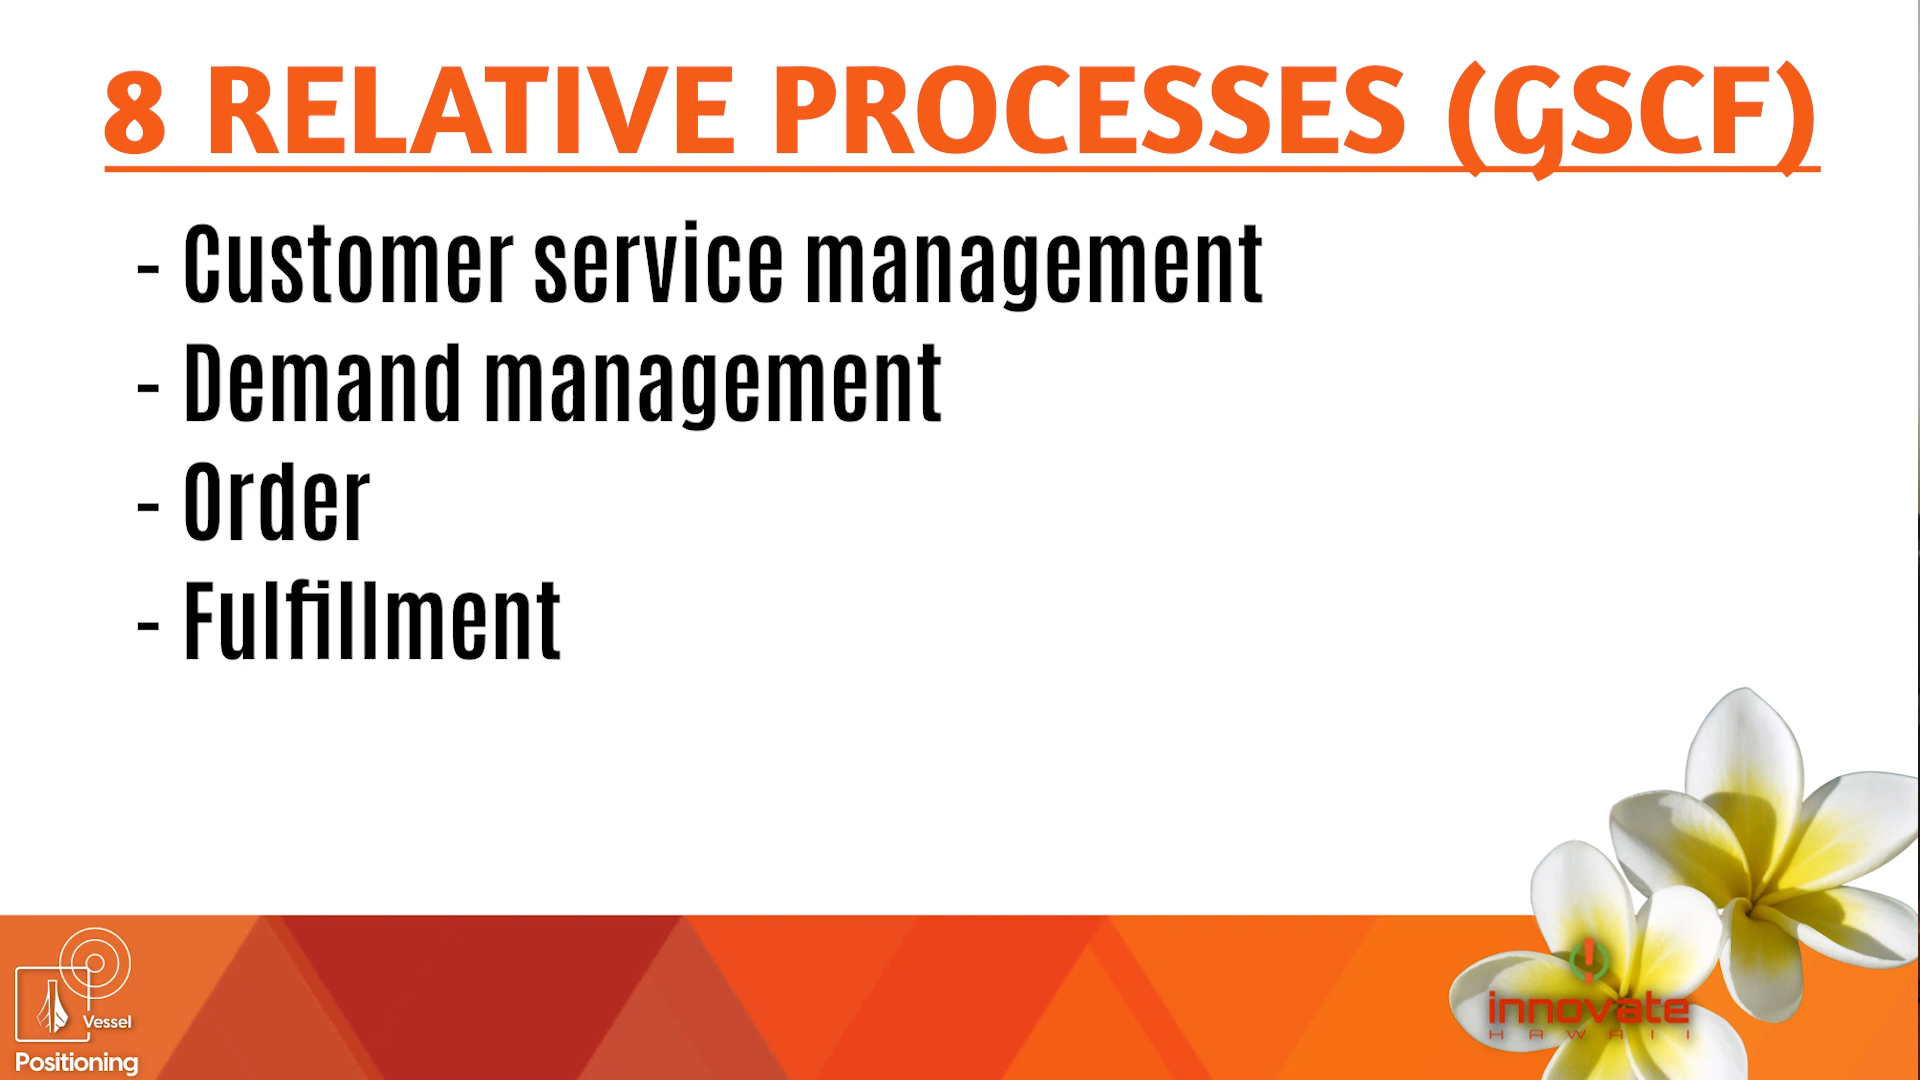 8 RELATIVE PROCESSES (GSCF)
- Customer service management
- Demand management
- Order
- Fulfillment
Vessel
Positioning
innovate
HAWAII